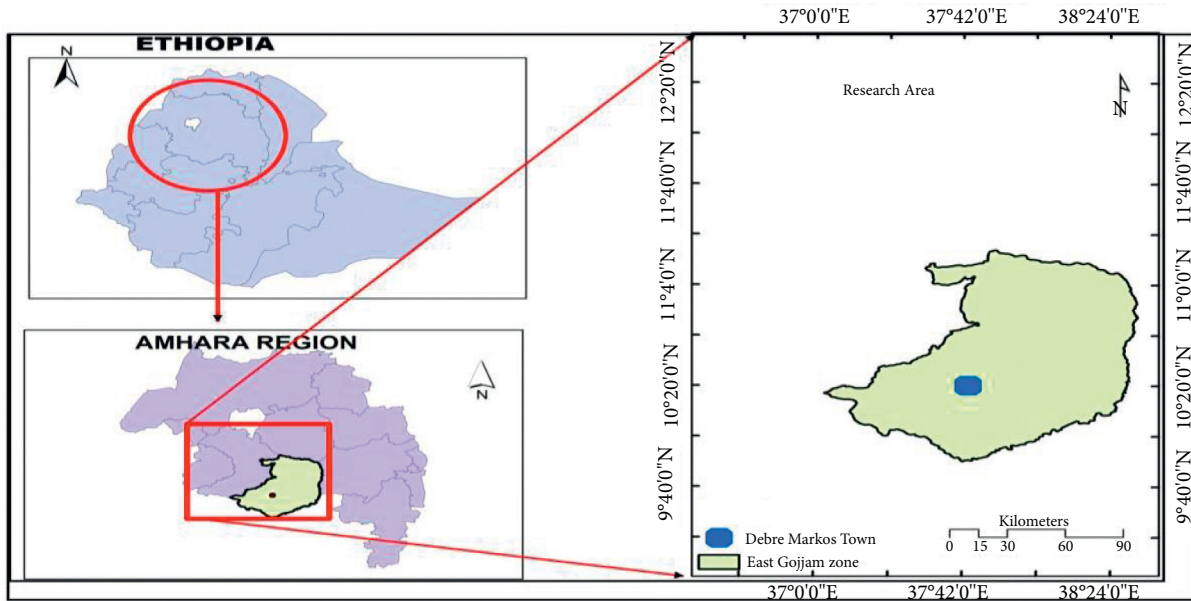 ETHIOPIA
N
AMHARA REGION
N
37°0'0"E 37°42'0"E 38°24'0"E
12°20'0"N
11°40'0"N
11°4'0"N
10°20'0"N
9°40'0"N
Research Area
N
12°20'0"N
11°40'0"N
11°0'0"N
10°20'0"N
9°40'0"N
Debre Markos Town
East Gojjam zone
Kilometers
0 15 30 60 90
37°0'0"E 37°42'0"E 38°24'0"E